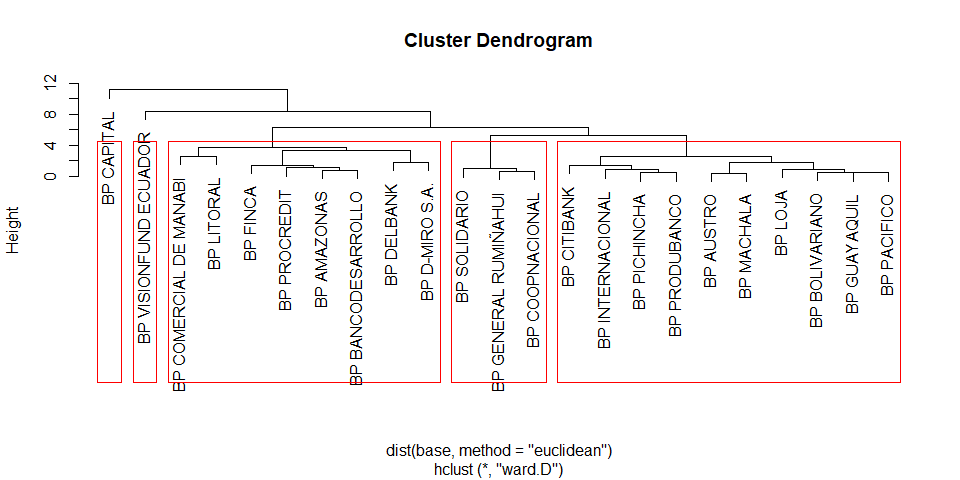 Cluster Dendrogram
Height
12
8
4
0
BP CAPITAL
BP VISIONFUND ECUADOR
BP COMERCIAL DE MANABI
BP LITORAL
BP FINCA
BP PROCREDIT
BP AMAZONAS
BP BANCODESARROLLO
BP DELBANK
BP D-MIRO S.A.
BP SOLIDARIO
BP GENERAL RUMIÑAHUI
BP COOPNACIONAL
BP CITIBANK
BP INTERNACIONAL
BP PICHINCHA
BP PRODUBANCO
BP AUSTRO
BP MACHALA
BP LOJA
BP BOLIVARIANO
BP GUAYAQUIL
BP PACIFICO
dist(base, method = "euclidean")
hclust (*, "ward.D")